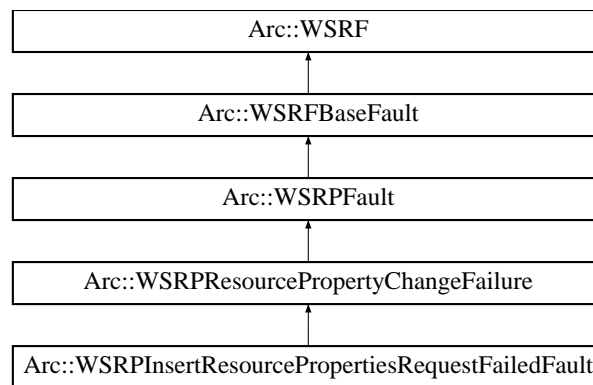 Arc::WSRF
Arc::WSRFBaseFault
Arc::WSRPFault
Arc::WSRPResourcePropertyChangeFailure
Arc::WSRPInsertResourcePropertiesRequestFailedFault